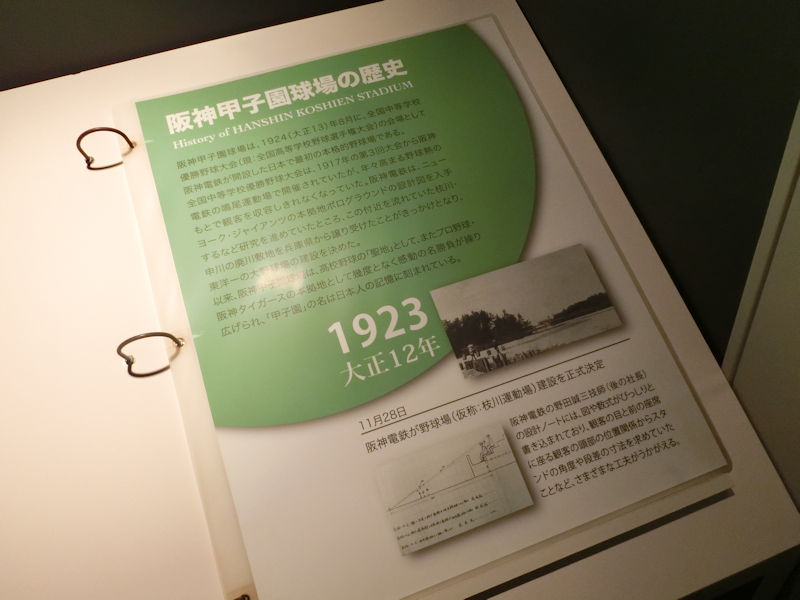 阪神甲子園球場の歴史
History of HANSHIN KOSHIEN STADIUM
阪神甲子園球場は、1924(大正13)年8月に、全国中等学校
優勝野球大会(現:全国高等学校野球選手権大会)の会場として
阪神電鉄が開設した日本で最初の本格的野球場である。
全国中等学校優勝野球大会は、1917年の第3回大会から阪神
電鉄の鳴尾運動場で開催されていたが、年々高まる野球熱の
もとで観客を収容しきれなくなっていた。阪神電鉄は、ニュー
ヨーク・ジャイアンツの本拠地ポログラウンドの設計図を入手
するなど研究を進めていたところ、この付近を流れていた枝川・
申川の廃川敷地を兵庫県から譲り受けたことがきっかけとなり、
東洋一の大 の建設を決めた。
以来、阪神 は、高校野球の「聖地」として、またプロ野球・
阪神タイガースの本拠地として幾度となく感動の名勝負が繰り
広げられ、「甲子園」の名は日本人の記憶に刻まれている。
1923
大正12年
11月28日
阪神電鉄が野球場(仮称:枝川運動場)建設を正式決定
阪神電鉄の野田誠三技師(後の社長)
の設計ノートには、図や数式がびっしりと
書き込まれており、観客の目と前の座席
に座る観客の頭部の位置関係からスタ
ンドの角度や段差の寸法を求めていた
ことなど、さまざまな工夫がうかがえる。